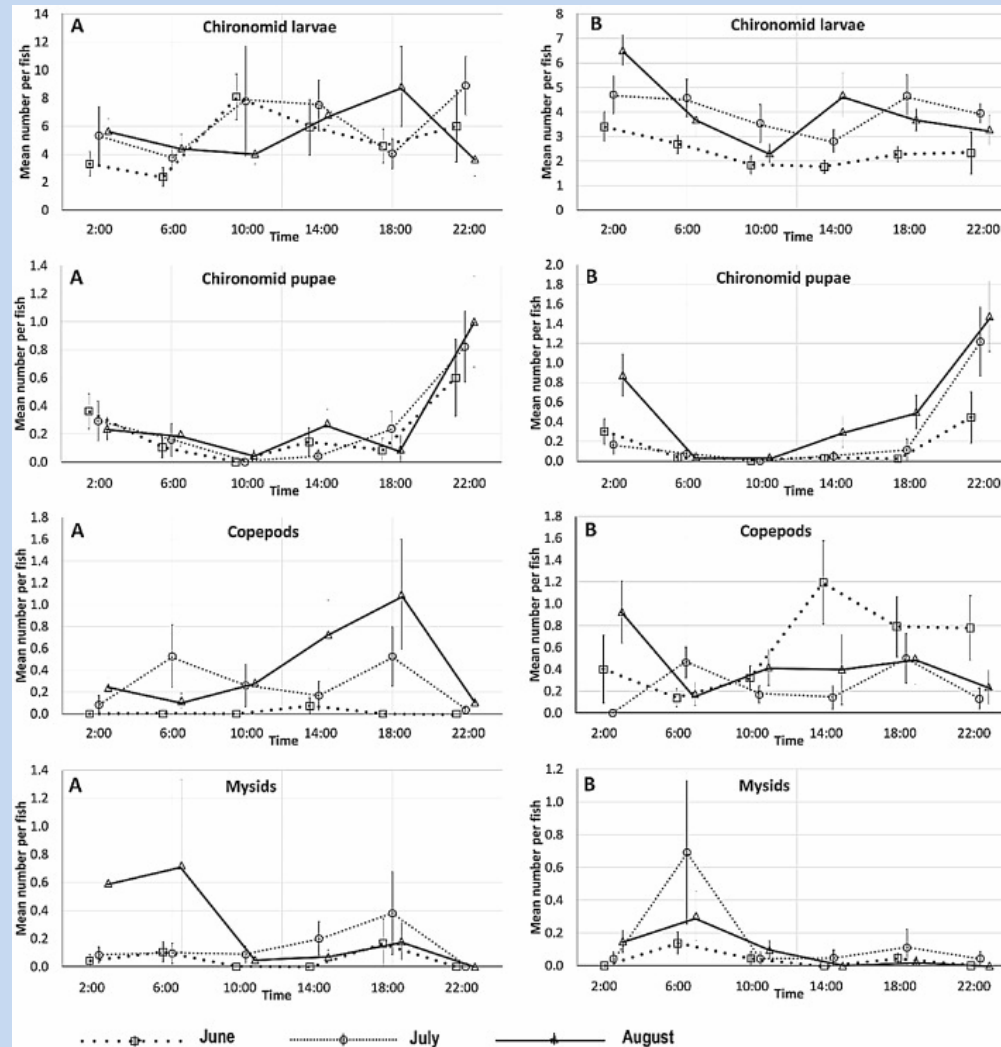 A Chironomid larvae
Mean number per fish
14
12
10
8
6
4
2
0
2:00 6:00 10:00 14:00 18:00 22:00
Time
B Chironomid larvae
Mean number per fish
8
7
6
5
4
3
2
1
0
2:00 6:00 10:00 14:00 18:00 22:00
Time
A Chironomid pupae
Mean number per fish
1.4
1.2
1.0
0.8
0.6
0.4
0.2
0.0
2:00 6:00 10:00 14:00 18:00 22:00
Time
B Chironomid pupae
Mean number per fish
2.0
1.8
1.6
1.4
1.2
1.0
0.8
0.6
0.4
0.2
0.0
2:00 6:00 10:00 14:00 18:00 22:00
Time
A Copepods
Mean number per fish
1.8
1.6
1.4
1.2
1.0
0.8
0.6
0.4
0.2
0.0
2:00 6:00 10:00 14:00 18:00 22:00
Time
B Copepods
Mean number per fish
1.8
1.6
1.4
1.2
1.0
0.8
0.6
0.4
0.2
0.0
2:00 6:00 10:00 14:00 18:00 22:00
Time
A Mysids
Mean number per fish
1.4
1.2
1.0
0.8
0.6
0.4
0.2
0.0
2:00 6:00 10:00 14:00 18:00 22:00
Time
B Mysids
Mean number per fish
1.2
1.0
0.8
0.6
0.4
0.2
0.0
2:00 6:00 10:00 14:00 18:00 22:00
Time
June July August